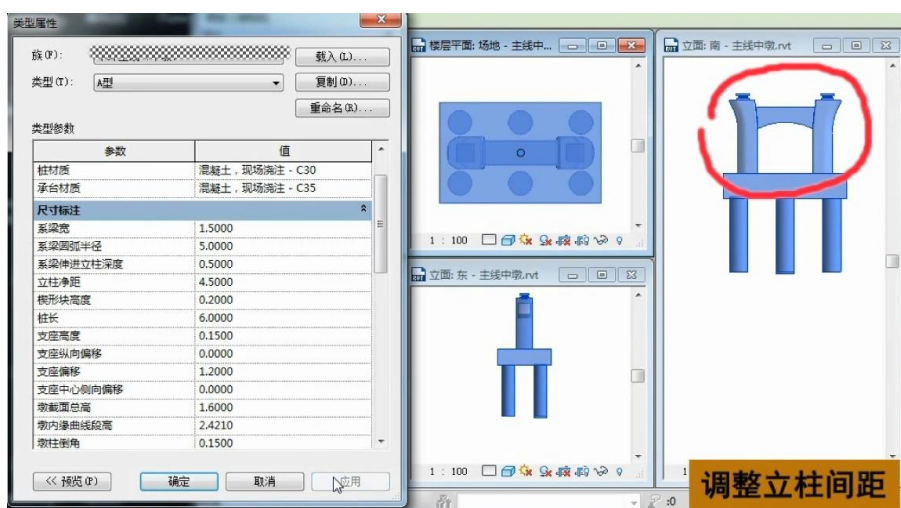 类型属性
族(F):
载入(L)...
类型(T):
A型
复制(D)...
重命名(R)...
类型参数
参数 值
桩材质 混凝土，现场浇注 - C30
承台材质 混凝土，现场浇注 - C35
尺寸标注
系梁宽 1.5000
系梁圆弧半径 5.0000
系梁伸进立柱深度 0.5000
立柱净距 4.5000
楔形块高度 0.2000
桩长 6.0000
支座高度 0.1500
支座纵向偏移 0.0000
支座偏移 1.2000
支座中心侧向偏移 0.0000
墩截面总高 1.6000
墩内缘曲线段高 2.4210
墩柱倒角 0.1500
<< 预览(P)
确定
取消
应用
楼层平面: 场地 - 主线中...
1 : 100
立面: 东 - 主线中墩.rvt
1 : 100
立面: 南 - 主线中墩.rvt
1
调整立柱间距
:0